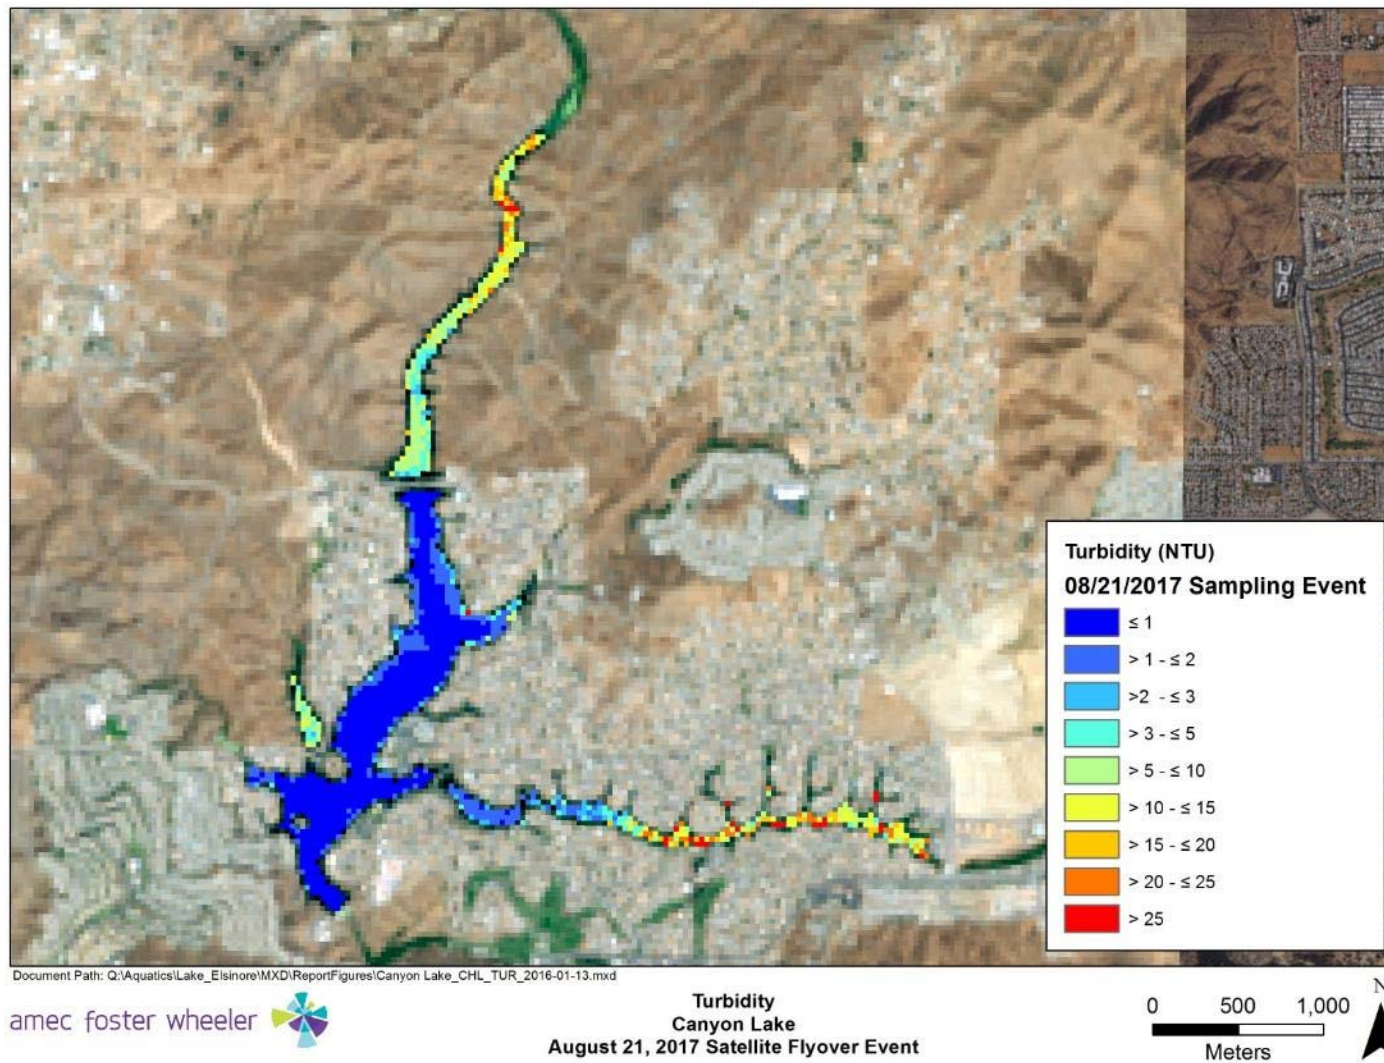 Turbidity (NTU)
08/21/2017 Sampling Event
≤ 1
> 1 - ≤ 2
>2 - ≤ 3
> 3 - ≤ 5
> 5 - ≤ 10
> 10 - ≤ 15
> 15 - ≤ 20
> 20 - ≤ 25
> 25
Document Path: Q:\Aquatics\Lake_Elsinore\MXD\ReportFigures\Canyon Lake_CHL_TUR_2016-01-13.mxd
amec foster wheeler
Turbidity
Canyon Lake
August 21, 2017 Satellite Flyover Event
0 500 1,000
Meters
N